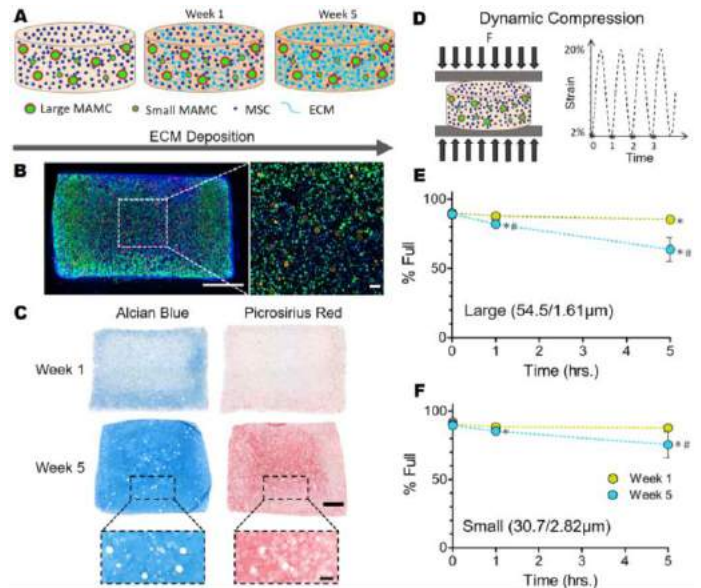 A
Week 1
Week 5
Large MAMC
Small MAMC
MSC
ECM
ECM Deposition
B
C
Alcian Blue
Picrosirius Red
Week 1
Week 5
D
Dynamic Compression
F
20%
Strain
2%
0
1
2
3
Time
E
100
% Full
50
0
*
* #
* #
Large (54.5/1.61μm)
0
1
2
3
4
5
Time (hrs.)
F
100
% Full
50
0
*
* #
Week 1
Week 5
Small (30.7/2.82μm)
0
1
2
3
4
5
Time (hrs.)